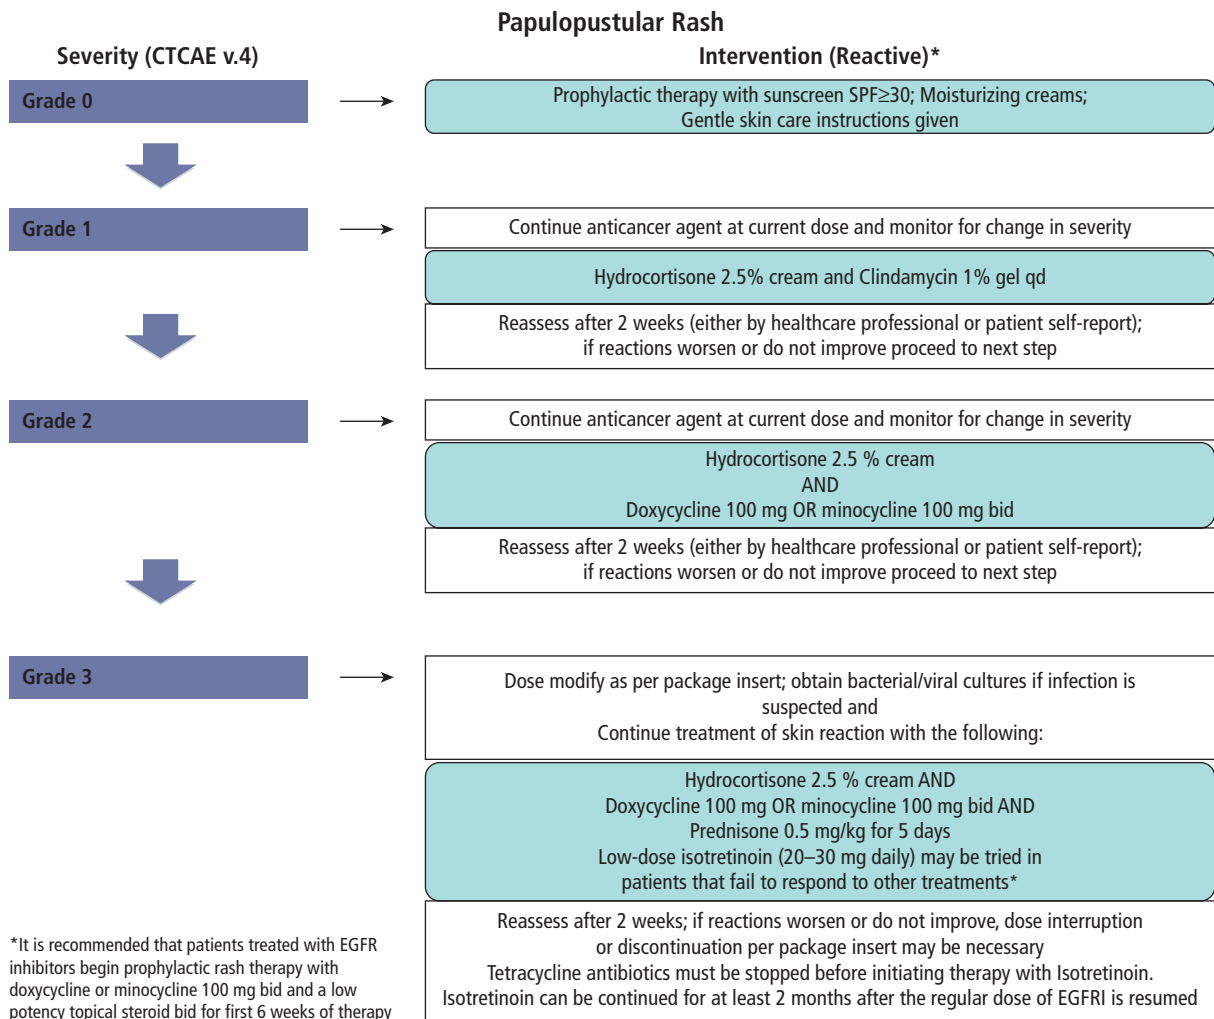 Papulopustular Rash
Severity (CTCAE v.4)
Intervention (Reactive)*
Grade 0
Prophylactic therapy with sunscreen SPF≥30; Moisturizing creams;
Gentle skin care instructions given
Grade 1
Continue anticancer agent at current dose and monitor for change in severity
Hydrocortisone 2.5% cream and Clindamycin 1% gel qd
Reassess after 2 weeks (either by healthcare professional or patient self-report);
if reactions worsen or do not improve proceed to next step
Grade 2
Continue anticancer agent at current dose and monitor for change in severity
Hydrocortisone 2.5 % cream
AND
Doxycycline 100 mg OR minocycline 100 mg bid
Reassess after 2 weeks (either by healthcare professional or patient self-report);
if reactions worsen or do not improve proceed to next step
Grade 3
Dose modify as per package insert; obtain bacterial/viral cultures if infection is
suspected and
Continue treatment of skin reaction with the following:
Hydrocortisone 2.5 % cream AND
Doxycycline 100 mg OR minocycline 100 mg bid AND
Prednisone 0.5 mg/kg for 5 days
Low-dose isotretinoin (20–30 mg daily) may be tried in
patients that fail to respond to other treatments*
Reassess after 2 weeks; if reactions worsen or do not improve, dose interruption
or discontinuation per package insert may be necessary
Tetracycline antibiotics must be stopped before initiating therapy with Isotretinoin.
Isotretinoin can be continued for at least 2 months after the regular dose of EGFRI is resumed
*It is recommended that patients treated with EGFR
inhibitors begin prophylactic rash therapy with
doxycycline or minocycline 100 mg bid and a low
potency topical steroid bid for first 6 weeks of therapy